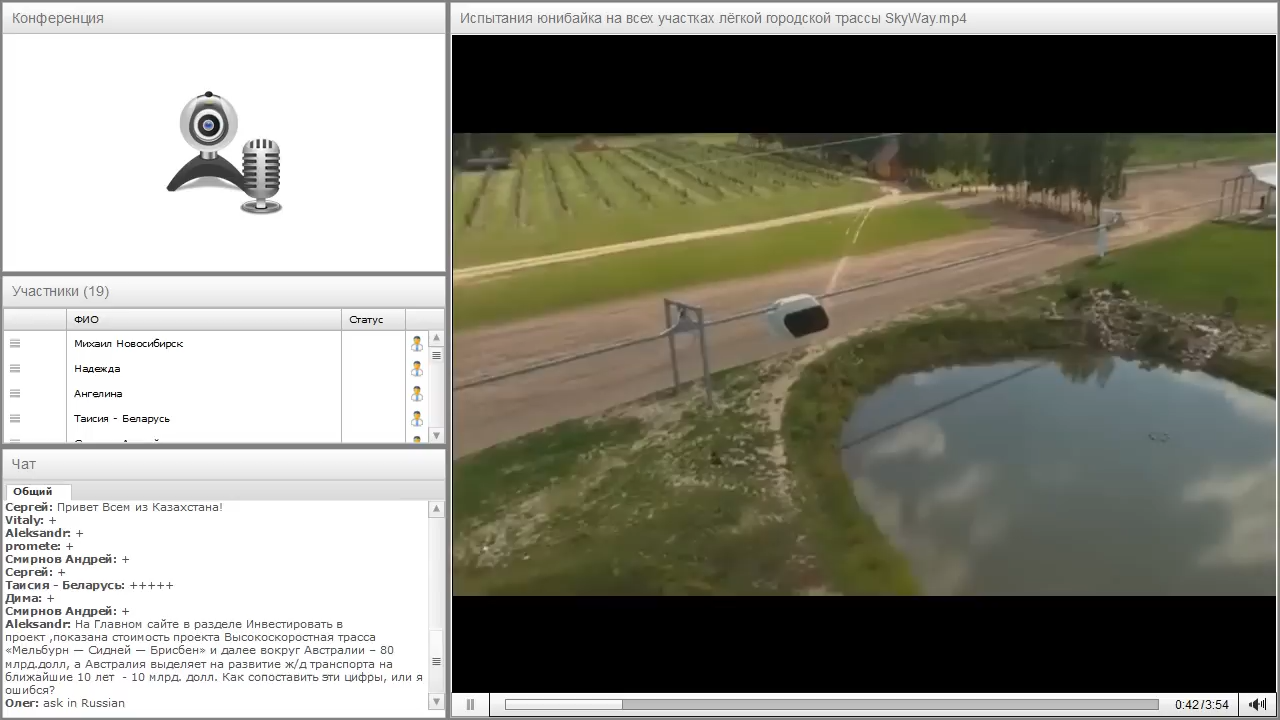 Конференция
Испытания юнибайка на всех участках лёгкой городской трассы SkyWay.mp4
Участники (19)
ФИО
Статус
Михаил Новосибирск
Надежда
Ангелина
Таисия - Беларусь
Чат
Общий
Сергей: Привет Всем из Казахстана!
Vitaly: +
Aleksandr: +
promete: +
Смирнов Андрей: +
Сергей: +
Таисия - Беларусь: +++++
Дима: +
Смирнов Андрей: +
Aleksandr: На Главном сайте в разделе Инвестировать в
проект ,показана стоимость проекта Высокоскоростная трасса
«Мельбурн — Сидней — Брисбен» и далее вокруг Австралии – 80
млрд.долл, а Австралия выделяет на развитие ж/д транспорта на
ближайшие 10 лет - 10 млрд. долл. Как сопоставить эти цифры, или я
ошибся?
Олег: ask in Russian
0:42/3:54